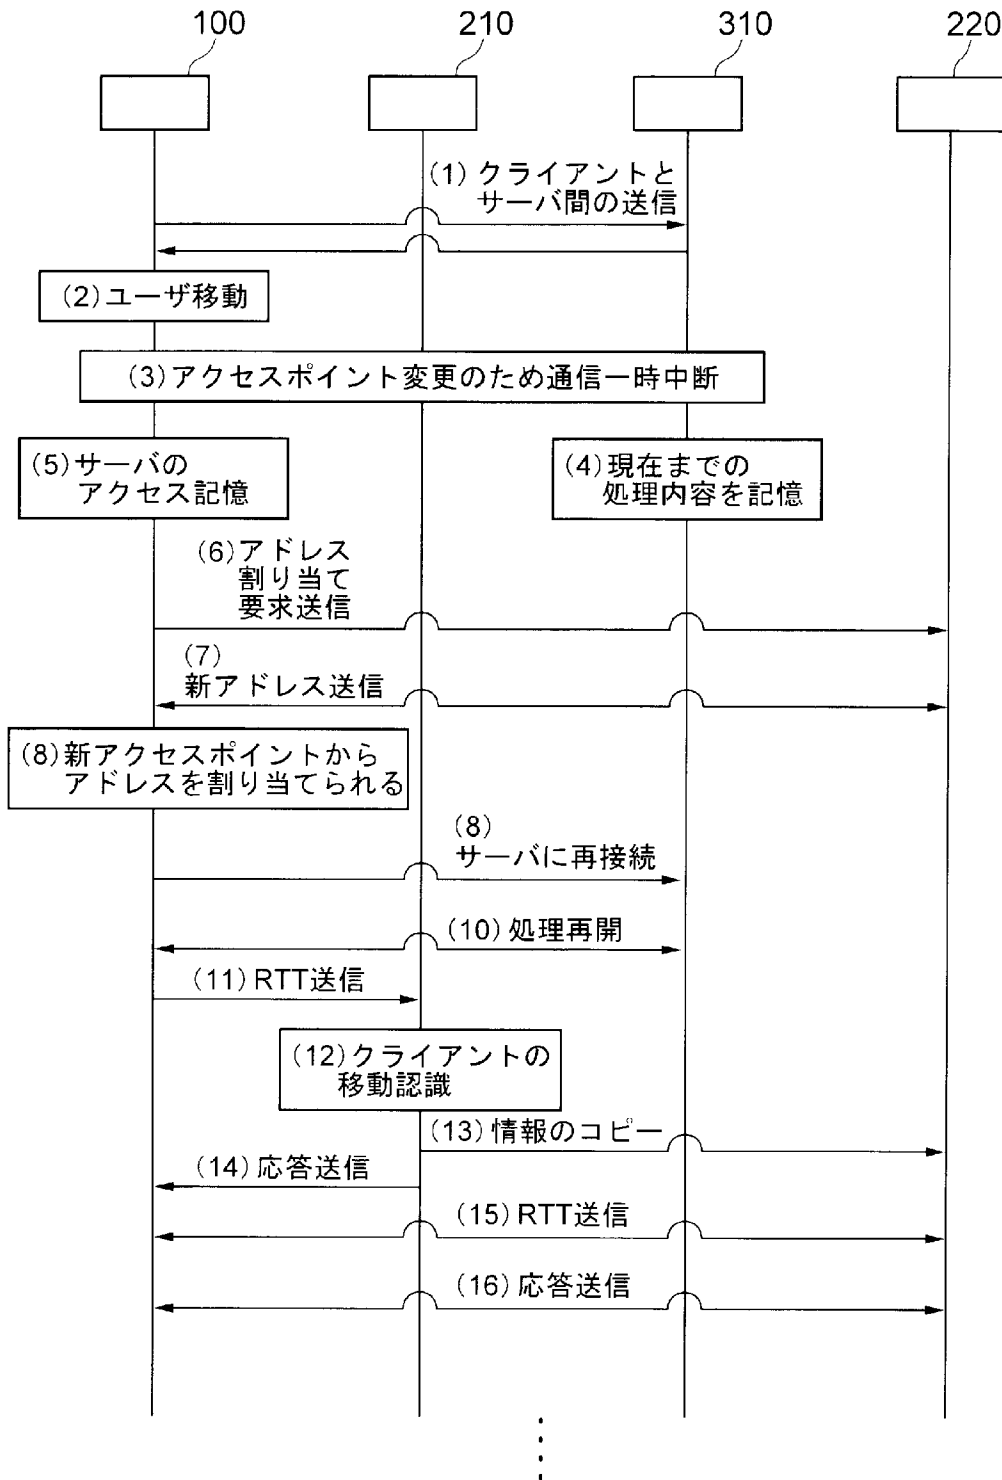 100
210
310
220
(1) クライアントと
サーバ間の送信
(2)ユーザ移動
(3)アクセスポイント変更のため通信一時中断
(5)サーバの
アクセス記憶
(4)現在までの
処理内容を記憶
(6)アドレス
割り当て
要求送信
(7)
新アドレス送信
(8)新アクセスポイントから
アドレスを割り当てられる
(8)
サーバに再接続
(10)処理再開
(11)RTT送信
(12)クライアントの
移動認識
(13)情報のコピー
(14)応答送信
(15)RTT送信
(16)応答送信